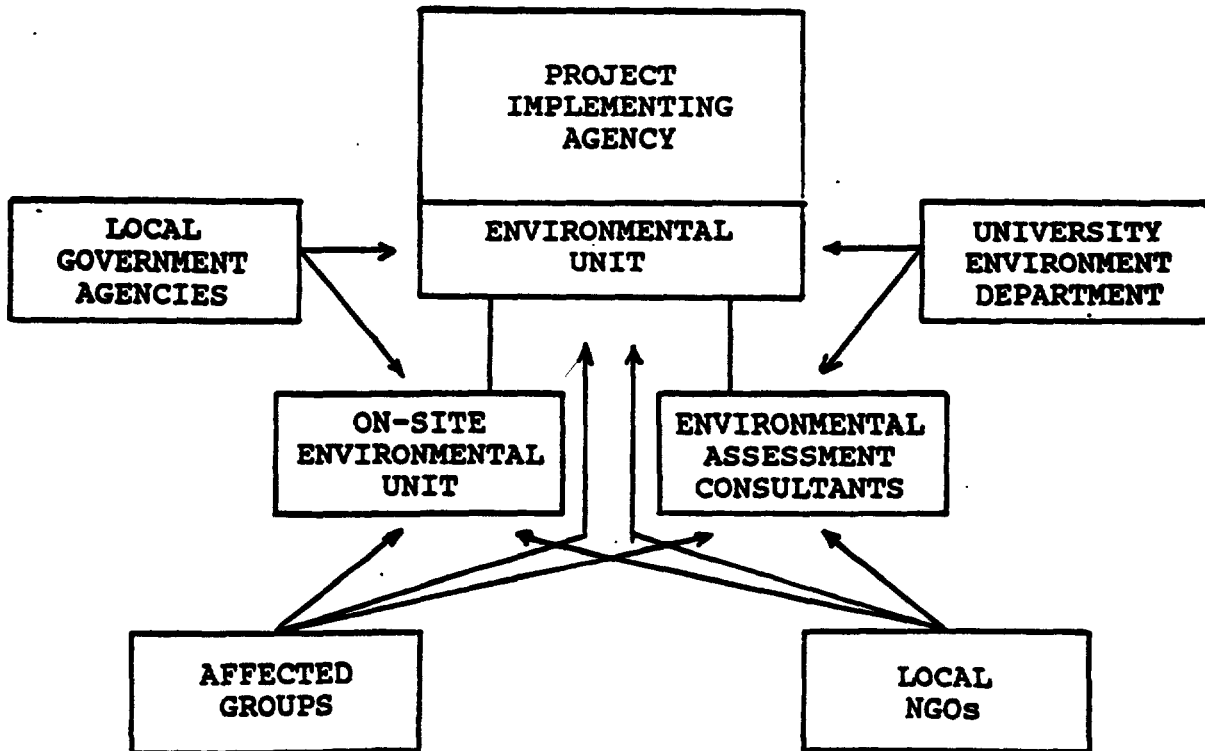 PROJECT
IMPLEMENTING
AGENCY
LOCAL
GOVERNMENT
AGENCIES
ENVIRONMENTAL
UNIT
UNIVERSITY
ENVIRONMENT
DEPARTMENT
ON-SITE
ENVIRONMENTAL
UNIT
ENVIRONMENTAL
ASSESSMENT
CONSULTANTS
AFFECTED
GROUPS
LOCAL
NGOs